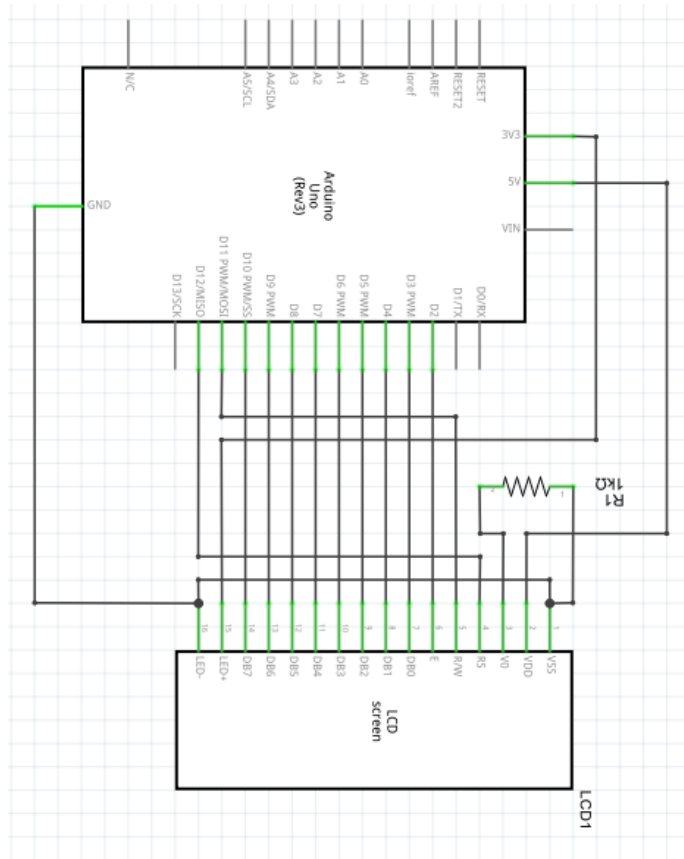 N/C
A5/SCL
A4/SDA
A3
A2
A1
A0
ioref
AREF
RESET2
RESET
3V3
5V
VIN
GND
Arduino
Uno
(Rev3)
D13/SCK
D12/MISO
D11 PWM/MOSI
D10 PWM/SS
D9 PWM
D8
D7
D6 PWM
D5 PWM
D4
D3 PWM
D2
D1/TX
D0/RX
R1
1kΩ
2
1
16
15
14
13
12
11
10
9
8
7
6
5
4
3
2
1
LED-
LED+
DB7
DB6
DB5
DB4
DB3
DB2
DB1
DB0
E
R/W
RS
V0
VDD
VSS
LCD
screen
LCD1